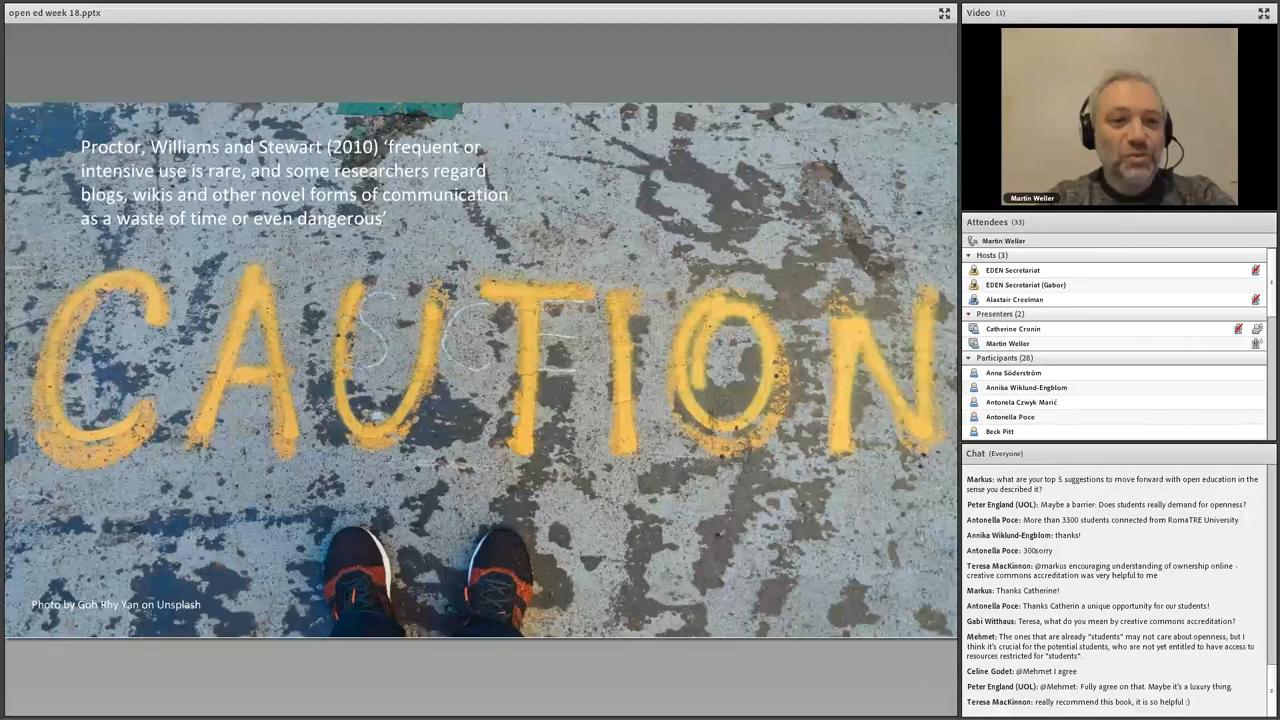 open ed week 18.pptx
Proctor, Williams and Stewart (2010) ‘frequent or
intensive use is rare, and some researchers regard
blogs, wikis and other novel forms of communication
as a waste of time or even dangerous’
CAUTION
Photo by Goh Rhy Yan on Unsplash
Video (1)
Martin Weller
Attendees (33)
Martin Weller
Hosts (3)
EDEN Secretariat
EDEN Secretariat (Gabor)
Alastair Creelman
Presenters (2)
Catherine Cronin
Martin Weller
Participants (28)
Anna Söderström
Annika Wiklund-Engblom
Antonela Czwyk Marić
Antonella Poce
Beck Pitt
Chat (Everyone)
Markus: what are your top 5 suggestions to move forward with open education in the
sense you described it?
Peter England (UOL): Maybe a barrier: Does students really demand for openness?
Antonella Poce: More than 3300 students connected from RomaTRE University
Annika Wiklund-Engblom: thanks!
Antonella Poce: 300sorry
Teresa MacKinnon: @markus encouraging understanding of ownership online -
creative commons accreditation was very helpful to me
Markus: Thanks Catherine!
Antonella Poce: Thanks Catherin a unique opportunity for our students!
Gabi Witthaus: Teresa, what do you mean by creative commons accreditation?
Mehmet: The ones that are already "students" may not care about openness, but I
think it's crucial for the potential students, who are not yet entitled to have access to
resources restricted for "students".
Celine Godet: @Mehmet I agree
Peter England (UOL): @Mehmet: Fully agree on that. Maybe it's a luxury thing.
Teresa MacKinnon: really recommend this book, it is so helpful :)